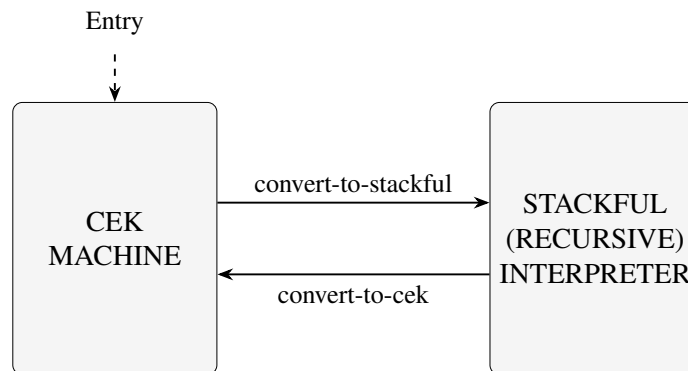 Entry
convert-to-stackful
CEK
MACHINE
STACKFUL
(RECURSIVE)
INTERPRETER
convert-to-cek